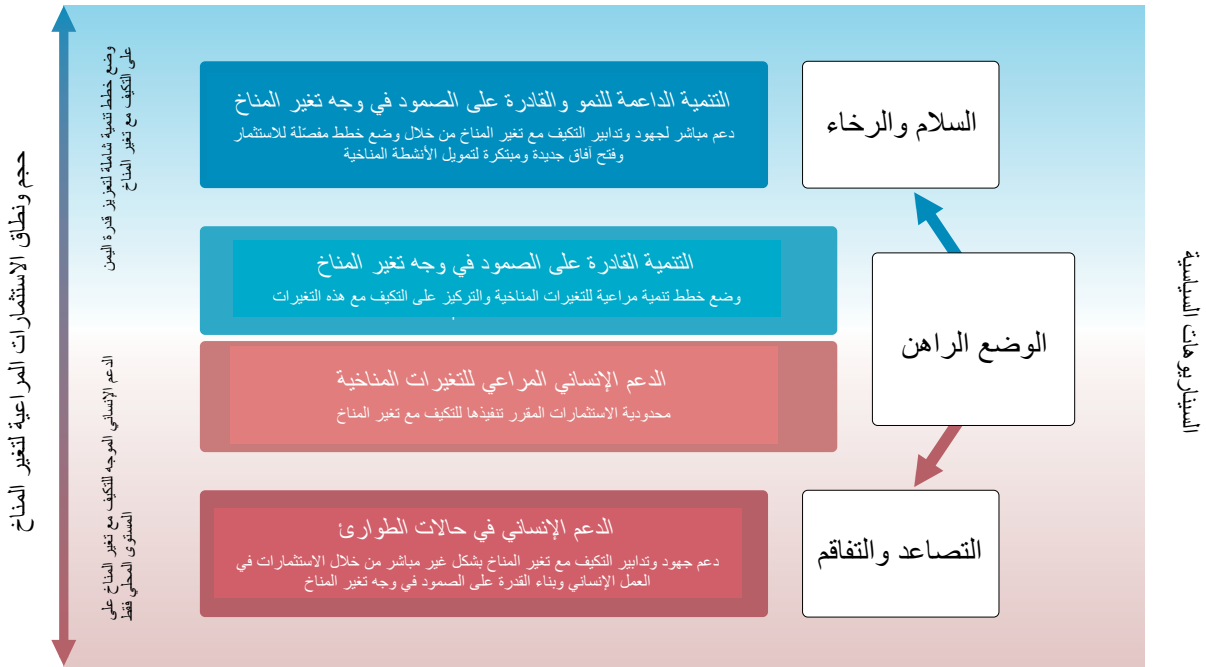 السيناريوهات السياسية
السلام والرخاء
الوضع الراهن
التصاعد والتفاقم
التنمية الداعمة للنمو والقادرة على الصمود في وجه تغير المناخ
دعم مباشر لجهود وتدابير التكيف مع تغير المناخ من خلال وضع خطط مفصّلة للاستثمار
وفتح آفاق جديدة ومبتكرة لتمويل الأنشطة المناخية
التنمية القادرة على الصمود في وجه تغير المناخ
وضع خطط تنمية مراعية للتغيرات المناخية والتركيز على التكيف مع هذه التغيرات
الدعم الإنساني المراعي للتغيرات المناخية
محدودية الاستثمارات المقرر تنفيذها للتكيف مع تغير المناخ
الدعم الإنساني في حالات الطوارئ
دعم جهود وتدابير التكيف مع تغير المناخ بشكل غير مباشر من خلال الاستثمارات في
العمل الإنساني وبناء القدرة على الصمود في وجه تغير المناخ
وضع خطط تنمية شاملة لتعزيز قدرة اليمن
على التكيف مع تغير المناخ
الدعم الإنساني الموجه للتكيف مع تغير المناخ على
المستوى المحلي فقط
حجم ونطاق الاستثمارات المراعية لتغير المناخ